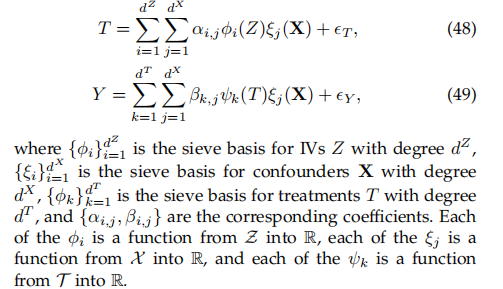 T = \sum_{i=1}^{d^Z} \sum_{j=1}^{d^X} \alpha_{i,j} \phi_i(Z) \xi_j(\mathbf{X}) + \epsilon_T, (48)
Y = \sum_{k=1}^{d^T} \sum_{j=1}^{d^X} \beta_{k,j} \psi_k(T) \xi_j(\mathbf{X}) + \epsilon_Y, (49)
where {\phi_i}_{i=1}^{d^Z} is the sieve basis for IVs Z with degree d^Z,
{\xi_i}_{i=1}^{d^X} is the sieve basis for confounders \mathbf{X} with degree
d^X, {\phi_k}_{k=1}^{d^T} is the sieve basis for treatments T with degree
d^T, and {\alpha_{i,j}, \beta_{i,j}} are the corresponding coefficients. Each
of the \phi_i is a function from \mathcal{Z} into \mathbb{R}, each of the \xi_j is a
function from \mathcal{X} into \mathbb{R}, and each of the \psi_k is a function
from \mathcal{T} into \mathbb{R}.